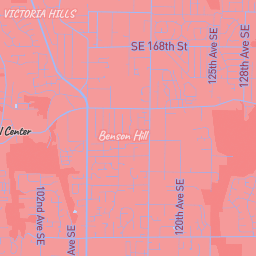 VICTORIA HILLS
SE 168th St
125th Ave SE
128th Ave SE
l Center
Benson Hill
102nd Ave SE
Ave SE
120th Ave SE